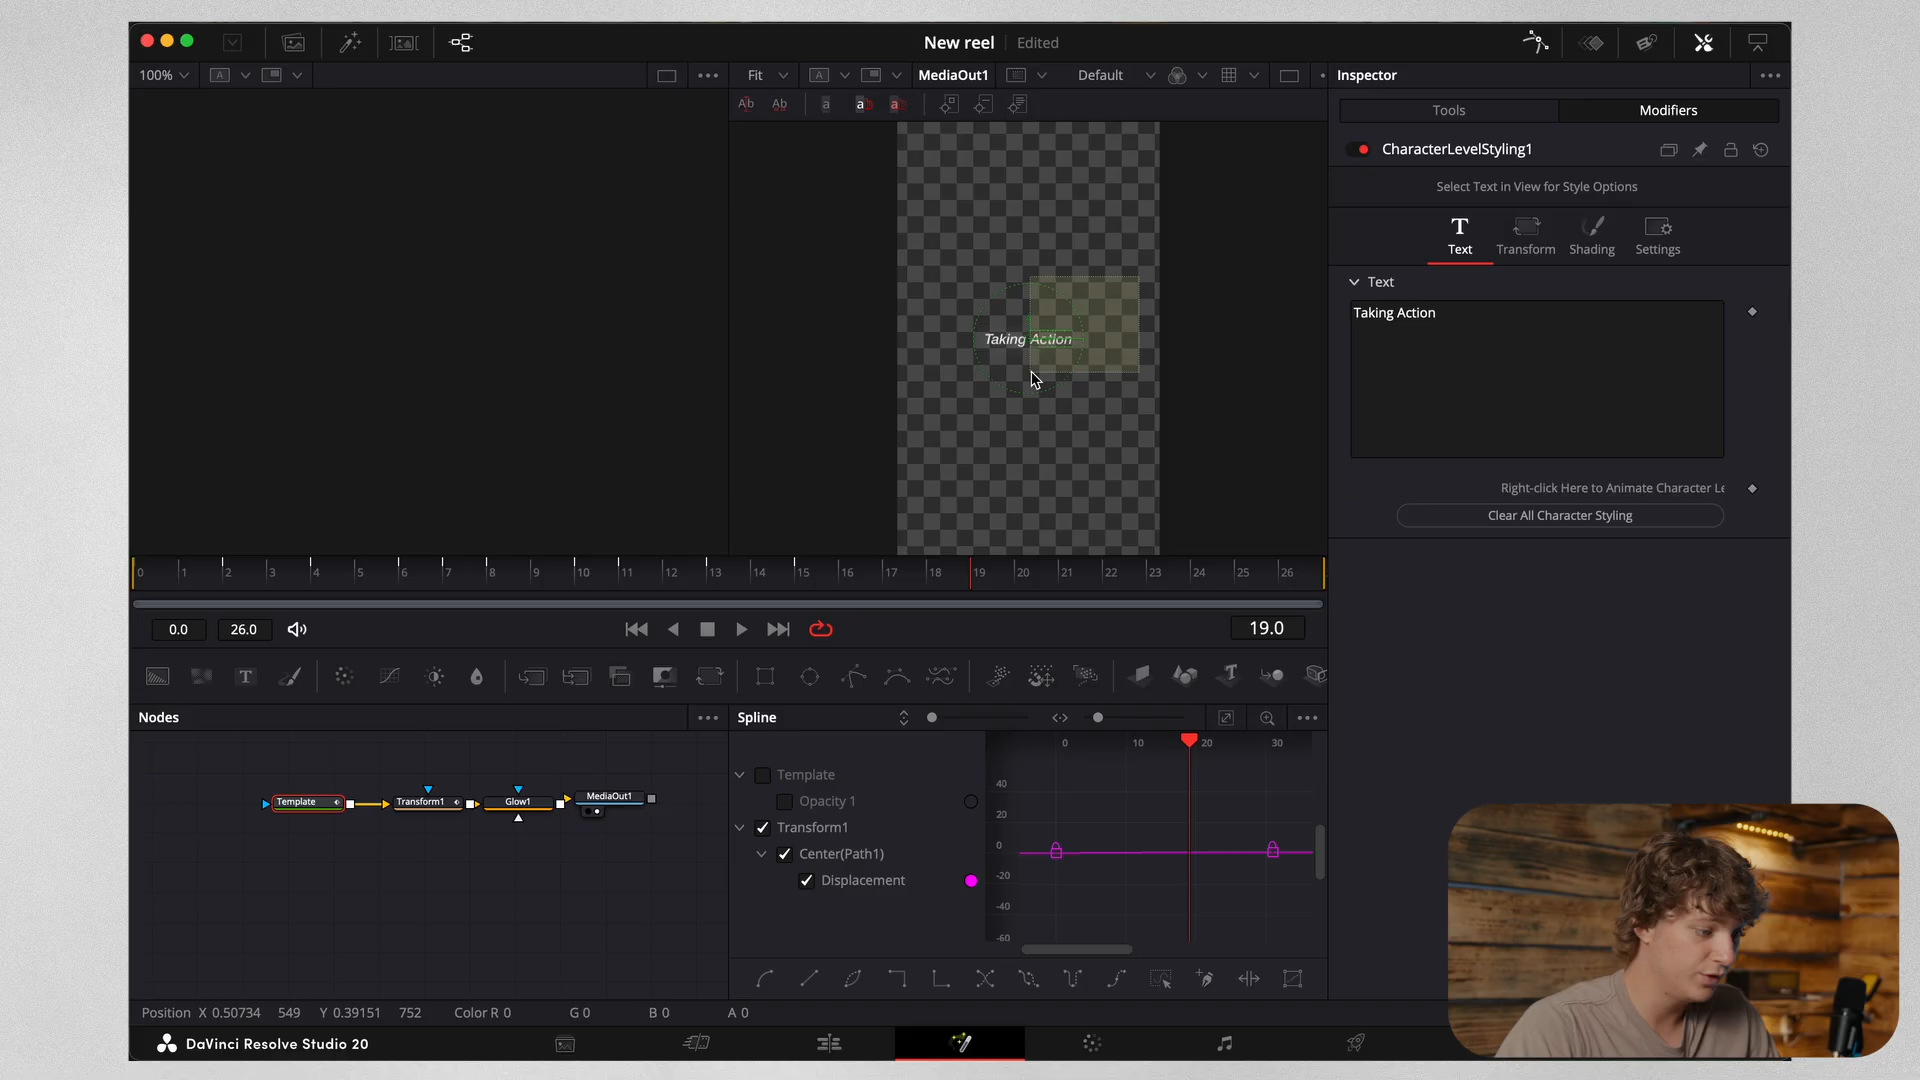 New reel Edited
100% A Fit A MediaOut1 Default Inspector
Ab Ab a a a
Tools Modifiers
CharacterLevelStyling1
Select Text in View for Style Options
T
Text Transform Shading Settings
Text
Taking Action
Taking Action
Right-click Here to Animate Character Le
Clear All Character Styling
0 1 2 3 4 5 6 7 8 9 10 11 12 13 14 15 16 17 18 19 20 21 22 23 24 25 26
0.0 26.0 19.0
T T
Nodes Spline
0 10 20 30
Template
Opacity 1
Transform1
Center(Path1)
Displacement
40
20
0
-20
-40
-60
Template Transform1 Glow1 MediaOut1
Position X 0.50734 549 Y 0.39151 752 Color R 0 G 0 B 0 A 0
DaVinci Resolve Studio 20